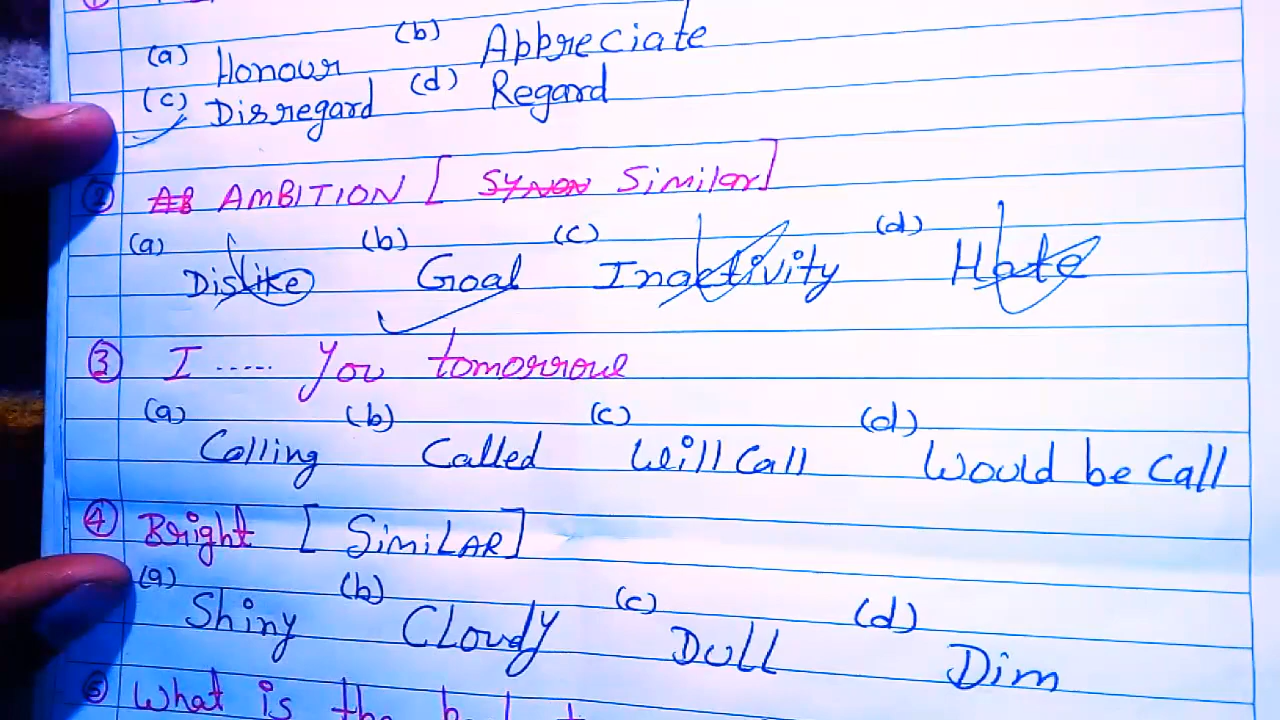 ①
(a) Honour (b) Appreciate
(c) Disregard (d) Regard
② AMBITION [ Similar]
(a) Dislike (b) Goal (c) Inactivity (d) Hate
③ I ..... You tomorrow
(a) Calling (b) Called (c) Will Call (d) Would be Call
④ Bright [ SiMiLAR]
(a) Shiny (b) CLoudy (c) Dull (d) Dim
⑤ What is the